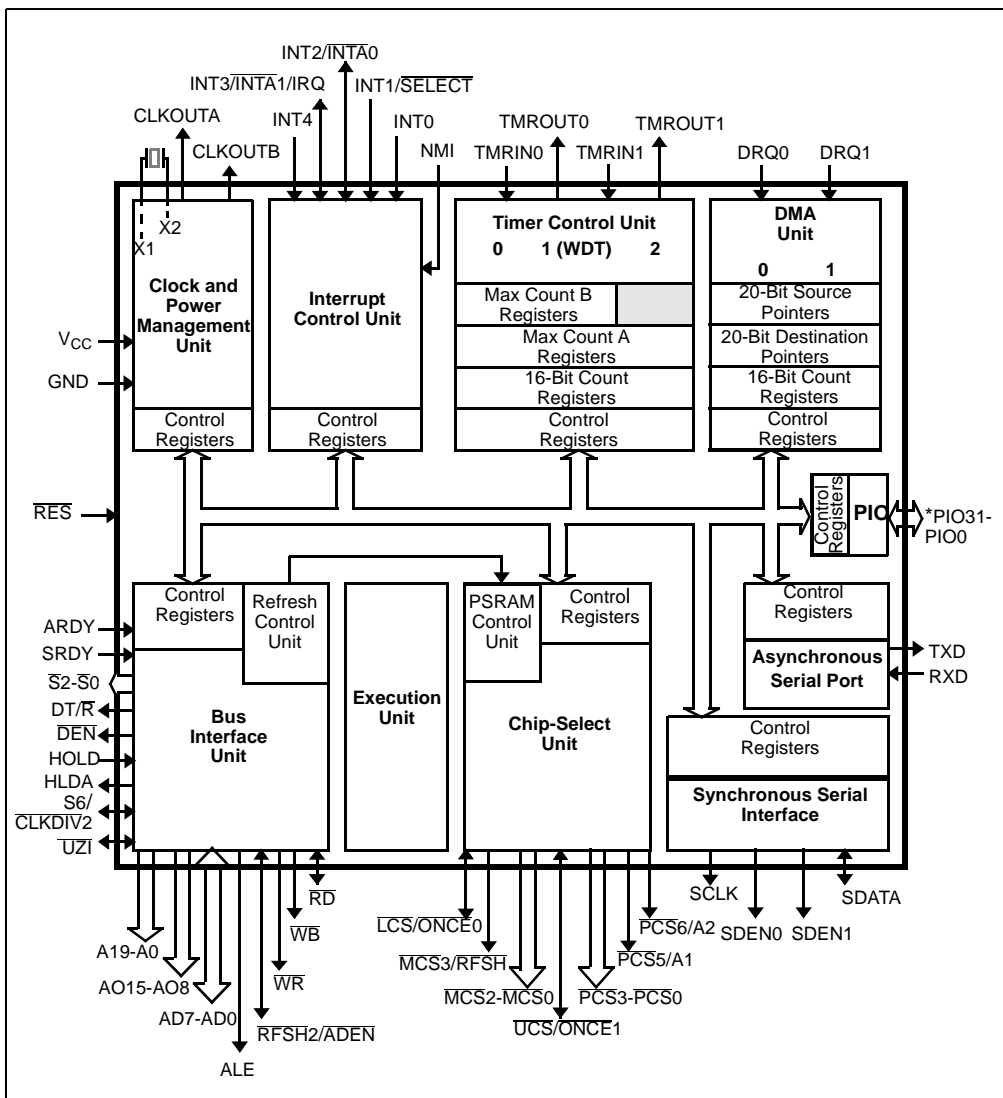 INT2/INTA0
INT3/INTA1/IRQ
INT1/SELECT
CLKOUTA
INT4
INT0
TMROUT0
TMROUT1
CLKOUTB
NMI
TMRIN0
TMRIN1
DRQ0
DRQ1
X2
X1
Clock and
Power
Management
Unit
Interrupt
Control Unit
Timer Control Unit
0 1 (WDT) 2
Max Count B
Registers
Max Count A
Registers
16-Bit Count
Registers
DMA
Unit
0 1
20-Bit Source
Pointers
20-Bit Destination
Pointers
16-Bit Count
Registers
VCC
GND
Control
Registers
Control
Registers
Control
Registers
Control
Registers
RES
Control
Registers
PIO
*PIO31-
PIO0
Control
Registers
Refresh
Control
Unit
PSRAM
Control
Unit
Control
Registers
Control
Registers
ARDY
SRDY
S2-S0
DT/R
DEN
HOLD
HLDA
S6/
CLKDIV2
UZI
Bus
Interface
Unit
Execution
Unit
Chip-Select
Unit
Asynchronous
Serial Port
TXD
RXD
Control
Registers
Synchronous Serial
Interface
RD
WB
WR
A19-A0
AO15-AO8
AD7-AD0
RFSH2/ADEN
ALE
LCS/ONCE0
MCS3/RFSH
MCS2-MCS0
UCS/ONCE1
PCS6/A2
PCS5/A1
PCS3-PCS0
SCLK
SDEN0
SDEN1
SDATA